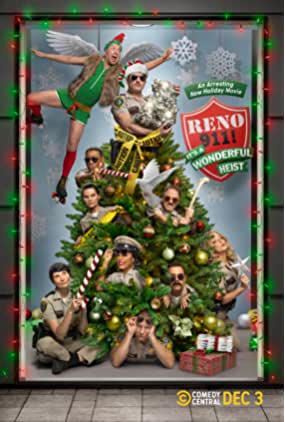 An Arresting
New Holiday Movie
RENO
911!
IT'S A
WONDERFUL
HEIST
COMEDY
CENTRAL
DEC 3